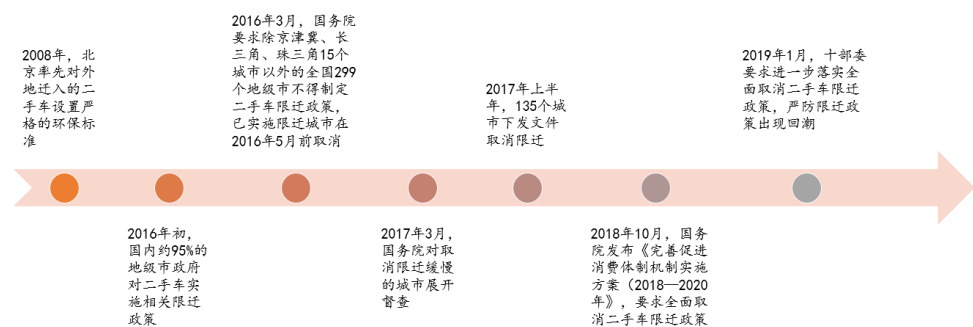 2008年，北
京率先对外
地迁入的二
手车设置严
格的环保标
准
2016年初，
国内约95%的
地级市政府
对二手车实
施相关限迁
政策
2016年3月，国务院
要求除京津冀、长
三角、珠三角15个
城市以外的全国299
个地级市不得制定
二手车限迁政策，
已实施限迁城市在
2016年5月前取消
2017年3月，
国务院对取
消限迁缓慢
的城市展开
督查
2017年上半
年，135个城
市下发文件
取消限迁
2018年10月，国务
院发布《完善促进
消费体制机制实施
方案（2018—2020
年》，要求全面取
消二手车限迁政策
2019年1月，十部委
要求进一步落实全
面取消二手车限迁
政策，严防限迁政
策出现回潮